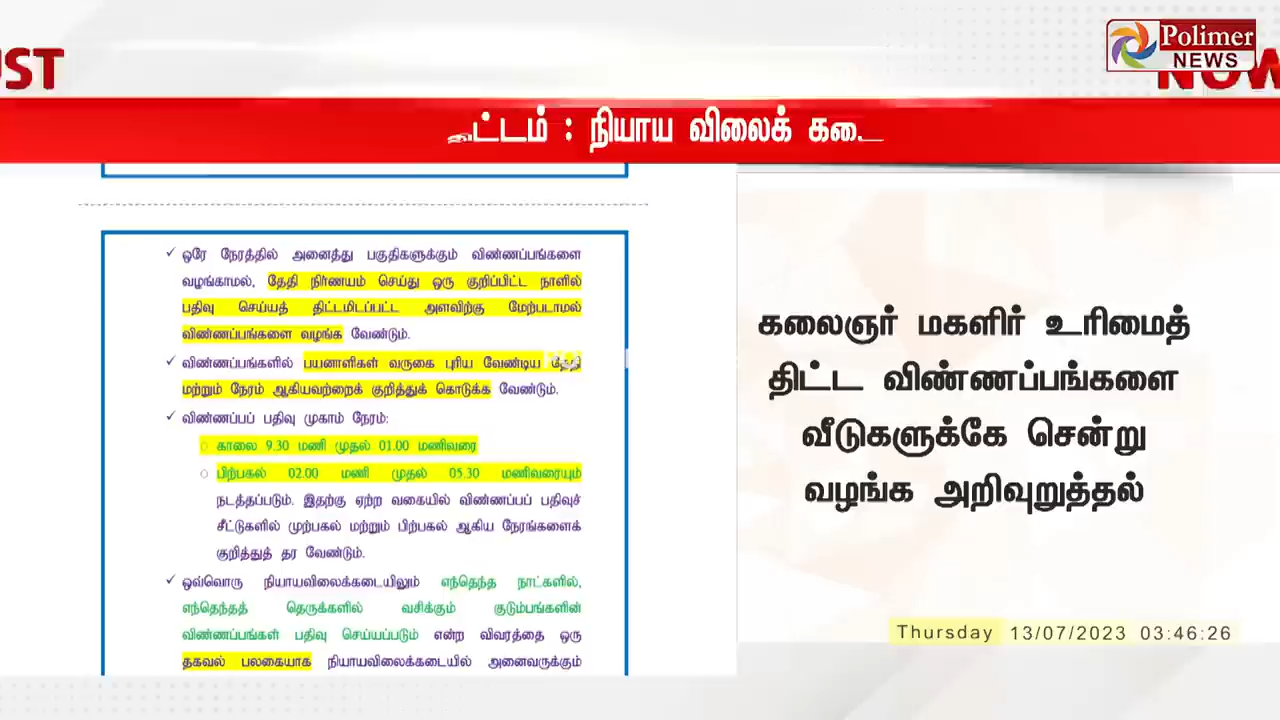 Polimer
NEWS
UST
NOW
நியாய விலைக்
✓ ஒரே நேரத்தில் அனைத்து பகுதிகளுக்கும் விண்ணப்பங்களை
வழங்காமல், தேதி நிர்ணயம் செய்து ஒரு குறிப்பிட்ட நாளில்
பதிவு செய்யத் திட்டமிடப்பட்ட அளவிற்கு மேற்படாமல்
விண்ணப்பங்களை வழங்க வேண்டும்.
✓ விண்ணப்பங்களில் பயனாளிகள் வருகை புரிய வேண்டிய தேதி
மற்றும் நேரம் ஆகியவற்றைக் குறித்துக் கொடுக்க வேண்டும்.
✓ விண்ணப்பப் பதிவு முகாம் நேரம்:
○ காலை 9.30 மணி முதல் 01.00 மணிவரை
○ பிற்பகல் 02.00 மணி முதல் 05.30 மணிவரையும்
நடத்தப்படும். இதற்கு ஏற்ற வகையில் விண்ணப்பப் பதிவுச்
சீட்டுகளில் முற்பகல் மற்றும் பிற்பகல் ஆகிய நேரங்களைக்
குறித்துத் தர வேண்டும்.
✓ ஒவ்வொரு நியாயவிலைக்கடையிலும் எந்தெந்த நாட்களில்,
எந்தெந்தத் தெருக்களில் வசிக்கும் குடும்பங்களின்
விண்ணப்பங்கள் பதிவு செய்யப்படும் என்ற விவரத்தை ஒரு
தகவல் பலகையாக நியாயவிலைக்கடையில் அனைவருக்கும்
கலைஞர் மகளிர் உரிமைத்
திட்ட விண்ணப்பங்களை
வீடுகளுக்கே சென்று
வழங்க அறிவுறுத்தல்
Thursday 13/07/2023 03:46:26